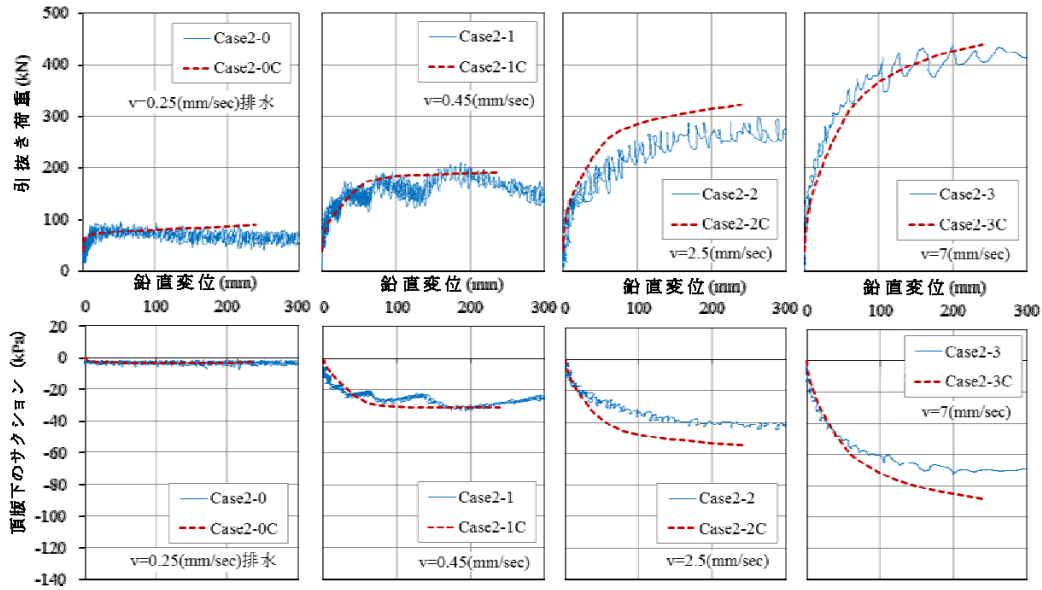 引抜き荷重(kN)
500
400
300
200
100
0
Case2-0
Case2-0C
v=0.25(mm/sec)排水
Case2-1
Case2-1C
v=0.45(mm/sec)
Case2-2
Case2-2C
v=2.5(mm/sec)
Case2-3
Case2-3C
v=7(mm/sec)
鉛直変位(mm)
鉛直変位(mm)
鉛直変位(mm)
鉛直変位(mm)
0 100 200 300
0 100 200 300
0 100 200 300
0 100 200 300
頂版下のサクション (kPa)
20
0
-20
-40
-60
-80
-100
-120
-140
Case2-0
Case2-0C
v=0.25(mm/sec)排水
Case2-1
Case2-1C
v=0.45(mm/sec)
Case2-2
Case2-2C
v=2.5(mm/sec)
Case2-3
Case2-3C
v=7(mm/sec)